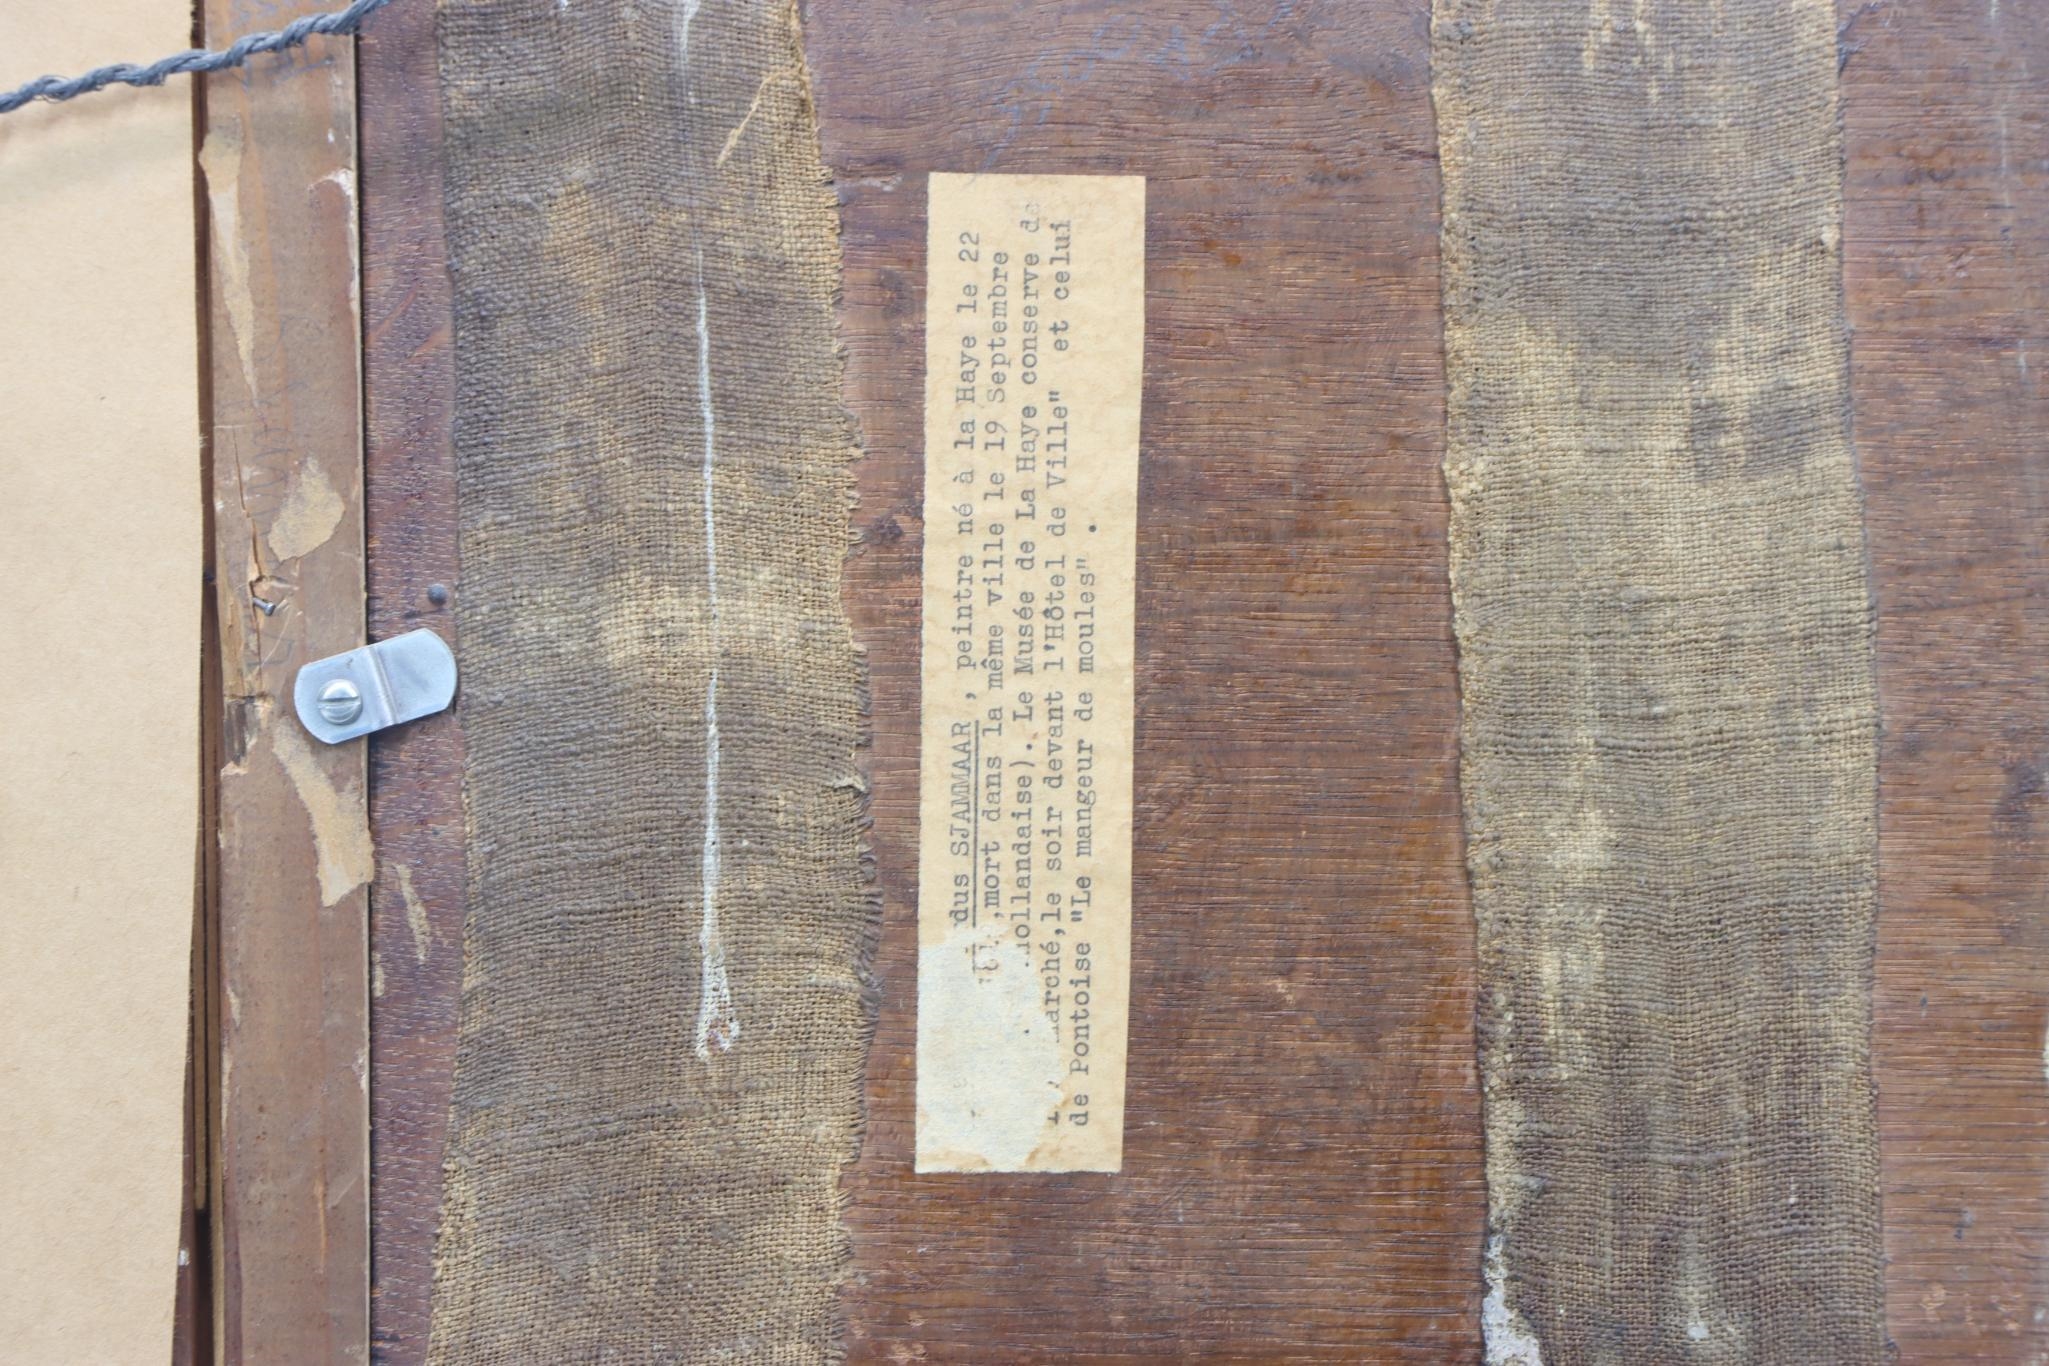 dus SJAMMAAR , peintre né à la Haye le 22
,mort dans la même ville le 19 Septembre
ollandaise). Le Musée de La Haye conserve de
arché,le soir devant l'Hôtel de Ville" et celui
de Pontoise "Le mangeur de moules" .